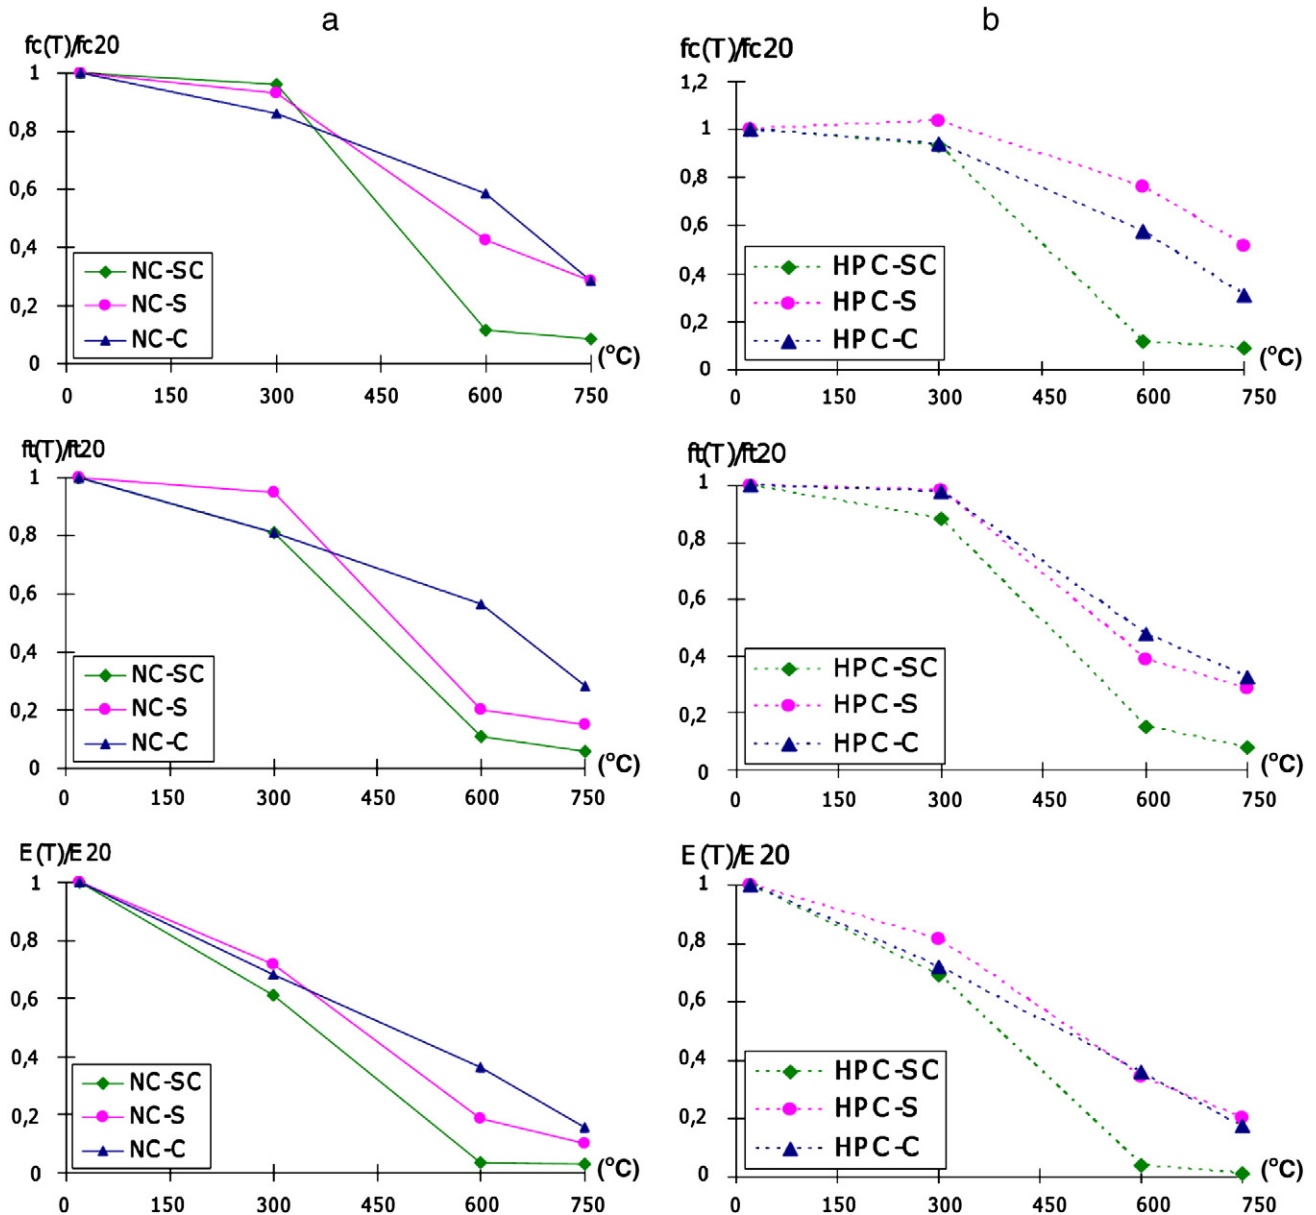 a
b
fc(T)/fc20
1
0,8
0,6
0,4
0,2
0
NC-SC
NC-S
NC-C
(°C)
0 150 300 450 600 750
fc(T)/fc20
1,2
1
0,8
0,6
0,4
0,2
0
HPC-SC
HPC-S
HPC-C
(°C)
0 150 300 450 600 750
ft(T)/ft20
1
0,8
0,6
0,4
0,2
0
NC-SC
NC-S
NC-C
(°C)
0 150 300 450 600 750
ft(T)/ft20
1
0,8
0,6
0,4
0,2
0
HPC-SC
HPC-S
HPC-C
(°C)
0 150 300 450 600 750
E(T)/E20
1
0,8
0,6
0,4
0,2
0
NC-SC
NC-S
NC-C
(°C)
0 150 300 450 600 750
E(T)/E20
1
0,8
0,6
0,4
0,2
0
HPC-SC
HPC-S
HPC-C
(°C)
0 150 300 450 600 750